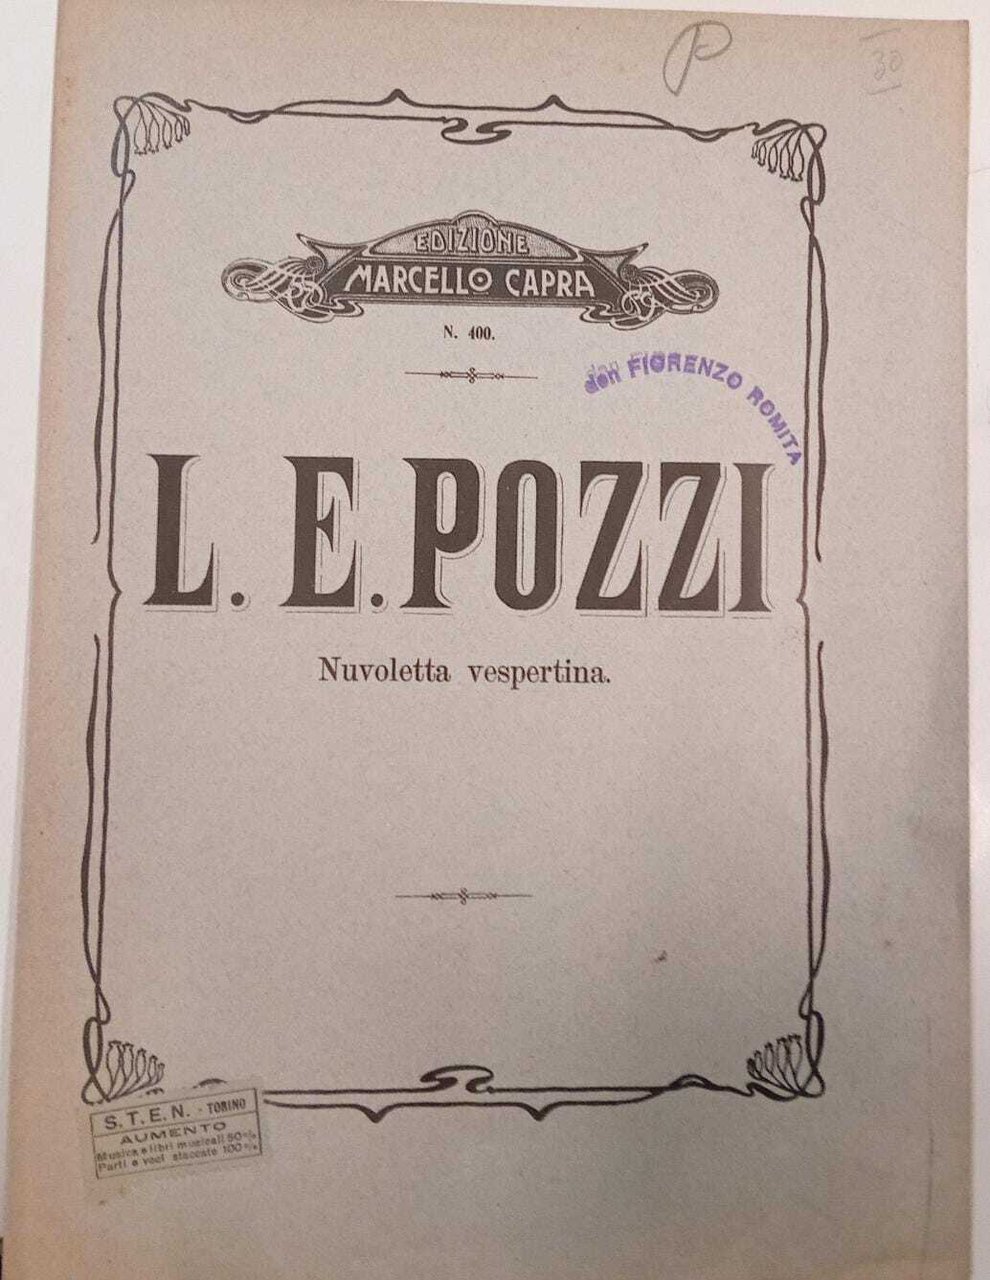 P
30
EDIZIONE
MARCELLO CAPRA
N. 400.
don FIORENZO ROMITA
L. E. POZZI
Nuvoletta vespertina.
S.T.E.N. - TORINO
AUMENTO
Musica e libri musicali 50%
Parti e voci staccate 100%